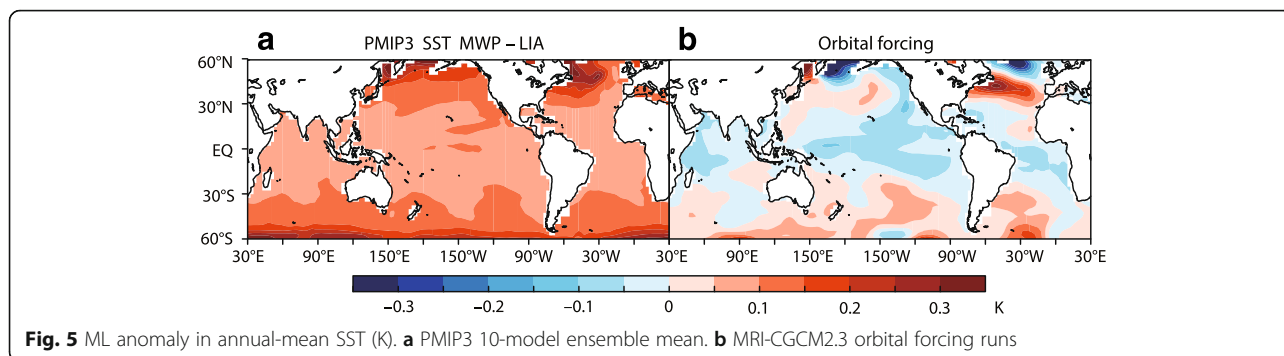 a PMIP3 SST MWP – LIA
b Orbital forcing
60°N
30°N
EQ
30°S
60°S
30°E 90°E 150°E 150°W 90°W 30°W 30°E 90°E 150°E 150°W 90°W 30°W 30°E
−0.3 −0.2 −0.1 0 0.1 0.2 0.3 K
Fig. 5 ML anomaly in annual-mean SST (K). a PMIP3 10-model ensemble mean. b MRI-CGCM2.3 orbital forcing runs